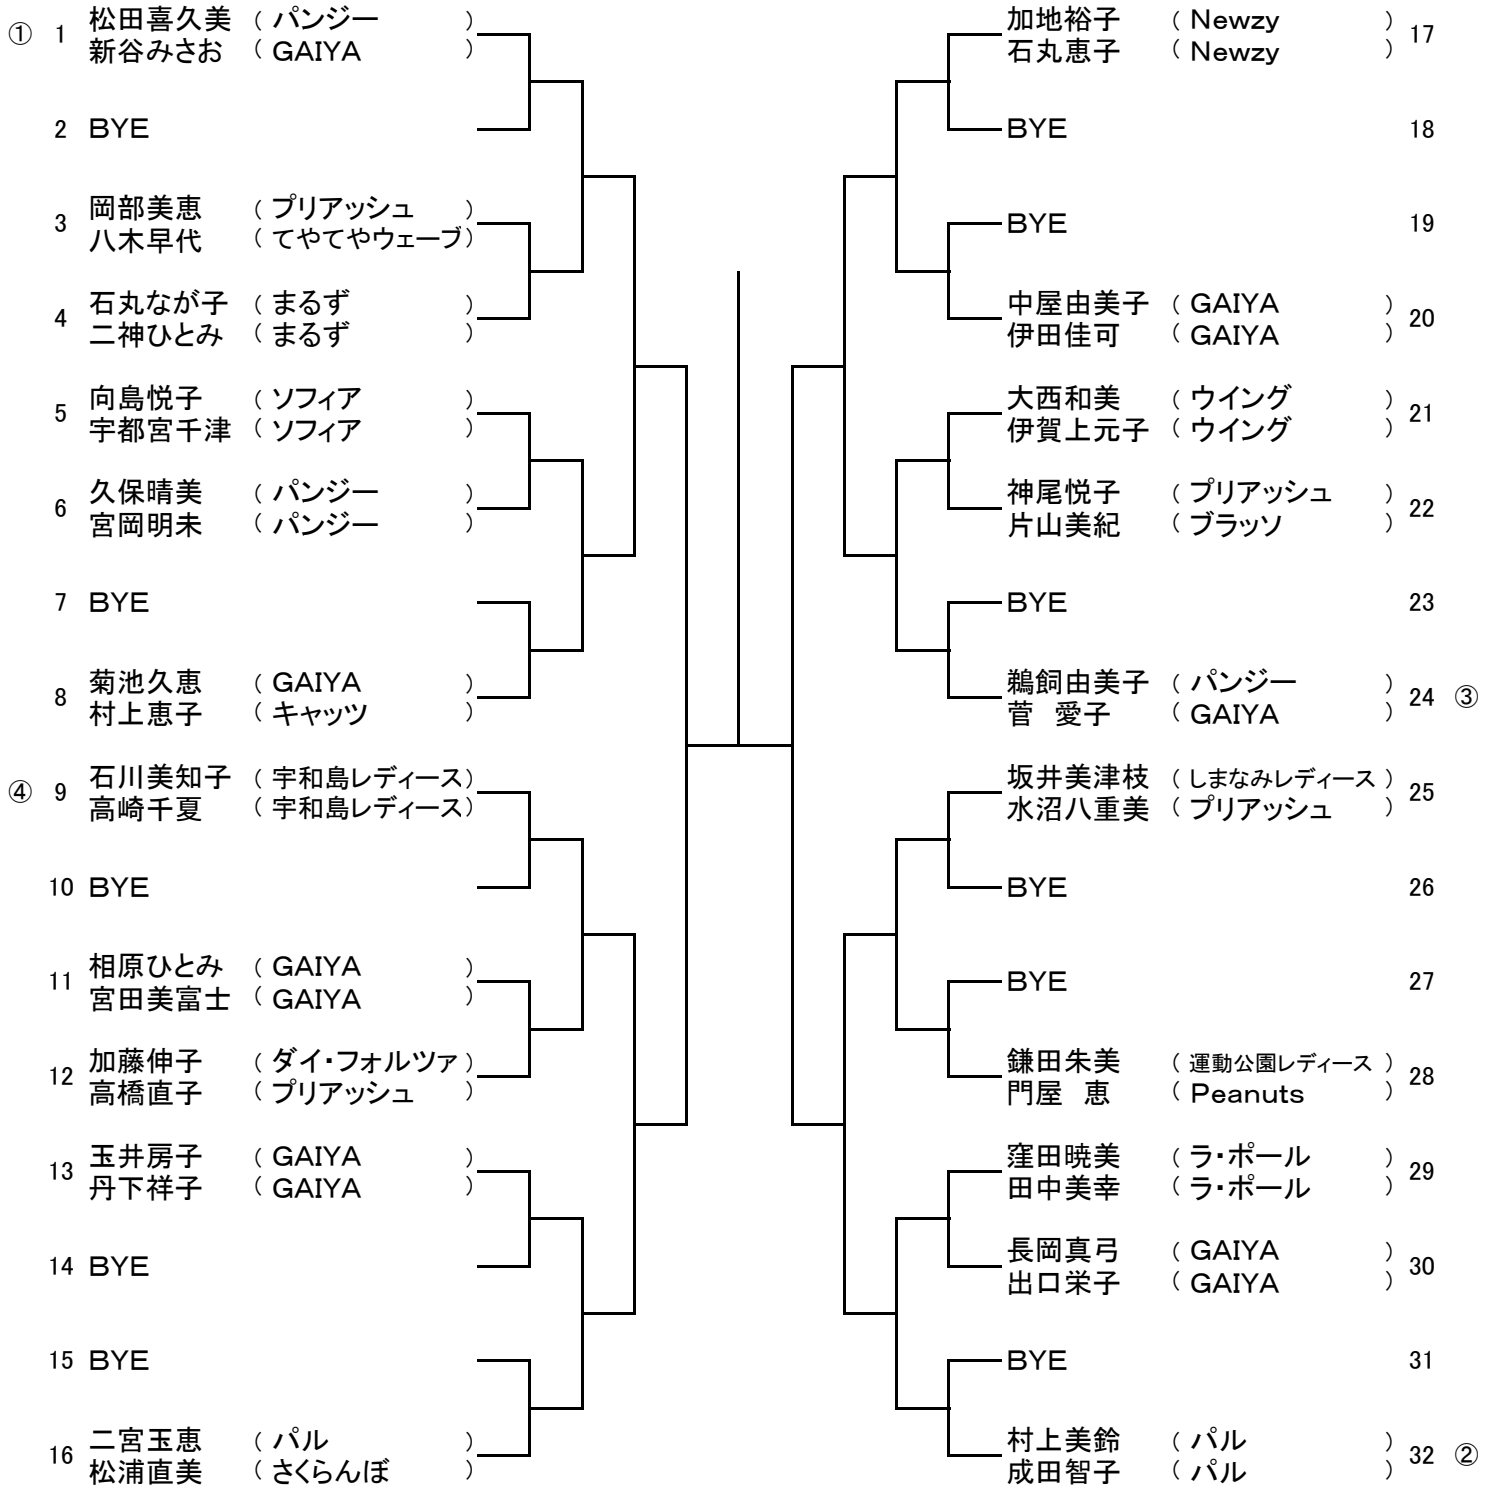 ① 1 松田喜久美 ( パンジー )
新谷みさお ( GAIYA )
2 BYE
3 岡部美恵 ( プリアッシュ )
八木早代 ( てやてやウェーブ )
4 石丸なが子 ( まるず )
二神ひとみ ( まるず )
5 向島悦子 ( ソフィア )
宇都宮千津 ( ソフィア )
6 久保晴美 ( パンジー )
宮岡明未 ( パンジー )
7 BYE
8 菊池久恵 ( GAIYA )
村上恵子 ( キャッツ )
④ 9 石川美知子 ( 宇和島レディース )
高崎千夏 ( 宇和島レディース )
10 BYE
11 相原ひとみ ( GAIYA )
宮田美富士 ( GAIYA )
12 加藤伸子 ( ダイ・フォルツァ )
高橋直子 ( プリアッシュ )
13 玉井房子 ( GAIYA )
丹下祥子 ( GAIYA )
14 BYE
15 BYE
16 二宮玉恵 ( パル )
松浦直美 ( さくらんぼ )
加地裕子 ( Newzy ) 17
石丸恵子 ( Newzy )
BYE 18
BYE 19
中屋由美子 ( GAIYA ) 20
伊田佳可 ( GAIYA )
大西和美 ( ウイング ) 21
伊賀上元子 ( ウイング )
神尾悦子 ( プリアッシュ ) 22
片山美紀 ( ブラッソ )
BYE 23
鵜飼由美子 ( パンジー ) 24 ③
菅 愛子 ( GAIYA )
坂井美津枝 ( しまなみレディース ) 25
水沼八重美 ( プリアッシュ )
BYE 26
BYE 27
鎌田朱美 ( 運動公園レディース ) 28
門屋 恵 ( Peanuts )
窪田暁美 ( ラ・ポール ) 29
田中美幸 ( ラ・ポール )
長岡真弓 ( GAIYA ) 30
出口栄子 ( GAIYA )
BYE 31
村上美鈴 ( パル ) 32 ②
成田智子 ( パル )